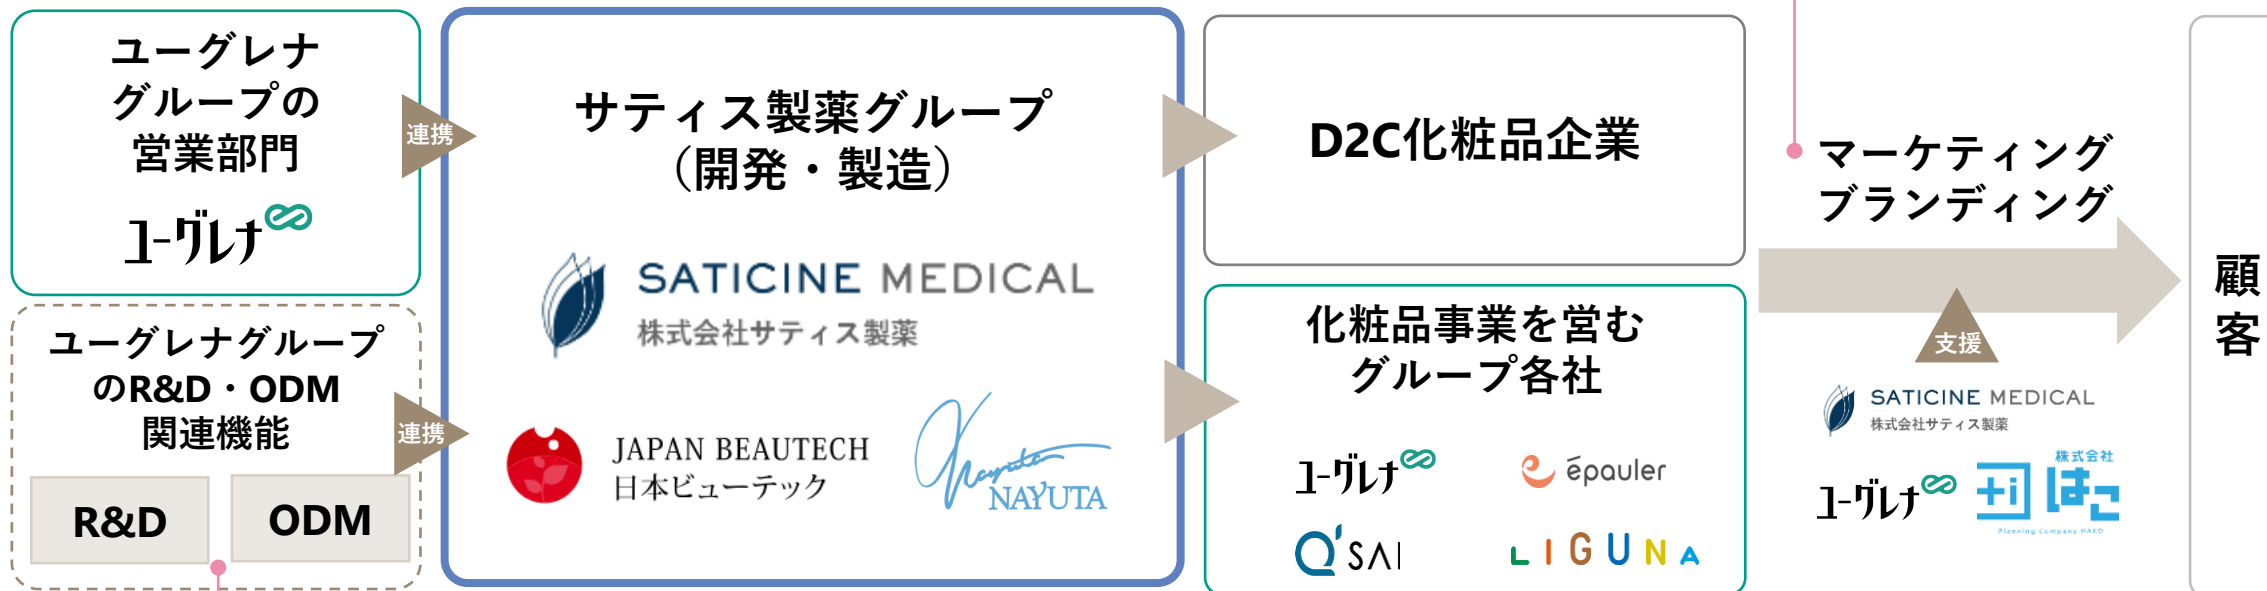 ユーグレナ
グループの
営業部門
ユーグレナ
連携
ユーグレナグループ
のR&D・ODM
関連機能
R&D
ODM
連携
サティス製薬グループ
（開発・製造）
SATICINE MEDICAL
株式会社サティス製薬
JAPAN BEAUTECH
日本ビューテック
Nayuta
NAYUTA
D2C化粧品企業
化粧品事業を営む
グループ各社
ユーグレナ
épauler
Q'SAI
LIGUNA
マーケティング
ブランディング
支援
SATICINE MEDICAL
株式会社サティス製薬
ユーグレナ
株式会社
はこ
Planning Company HAKO
顧
客